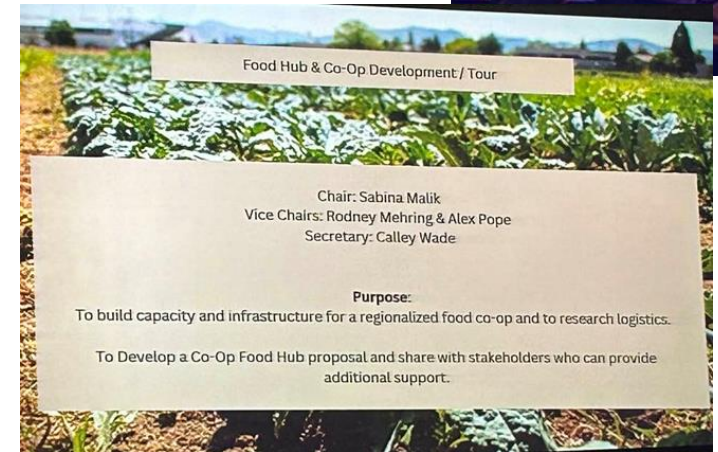 Food Hub & Co-Op Development / Tour
Chair: Sabina Malik
Vice Chairs: Rodney Mehring & Alex Pope
Secretary: Calley Wade
Purpose:
To build capacity and infrastructure for a regionalized food co-op and to research logistics.
To Develop a Co-Op Food Hub proposal and share with stakeholders who can provide
additional support.